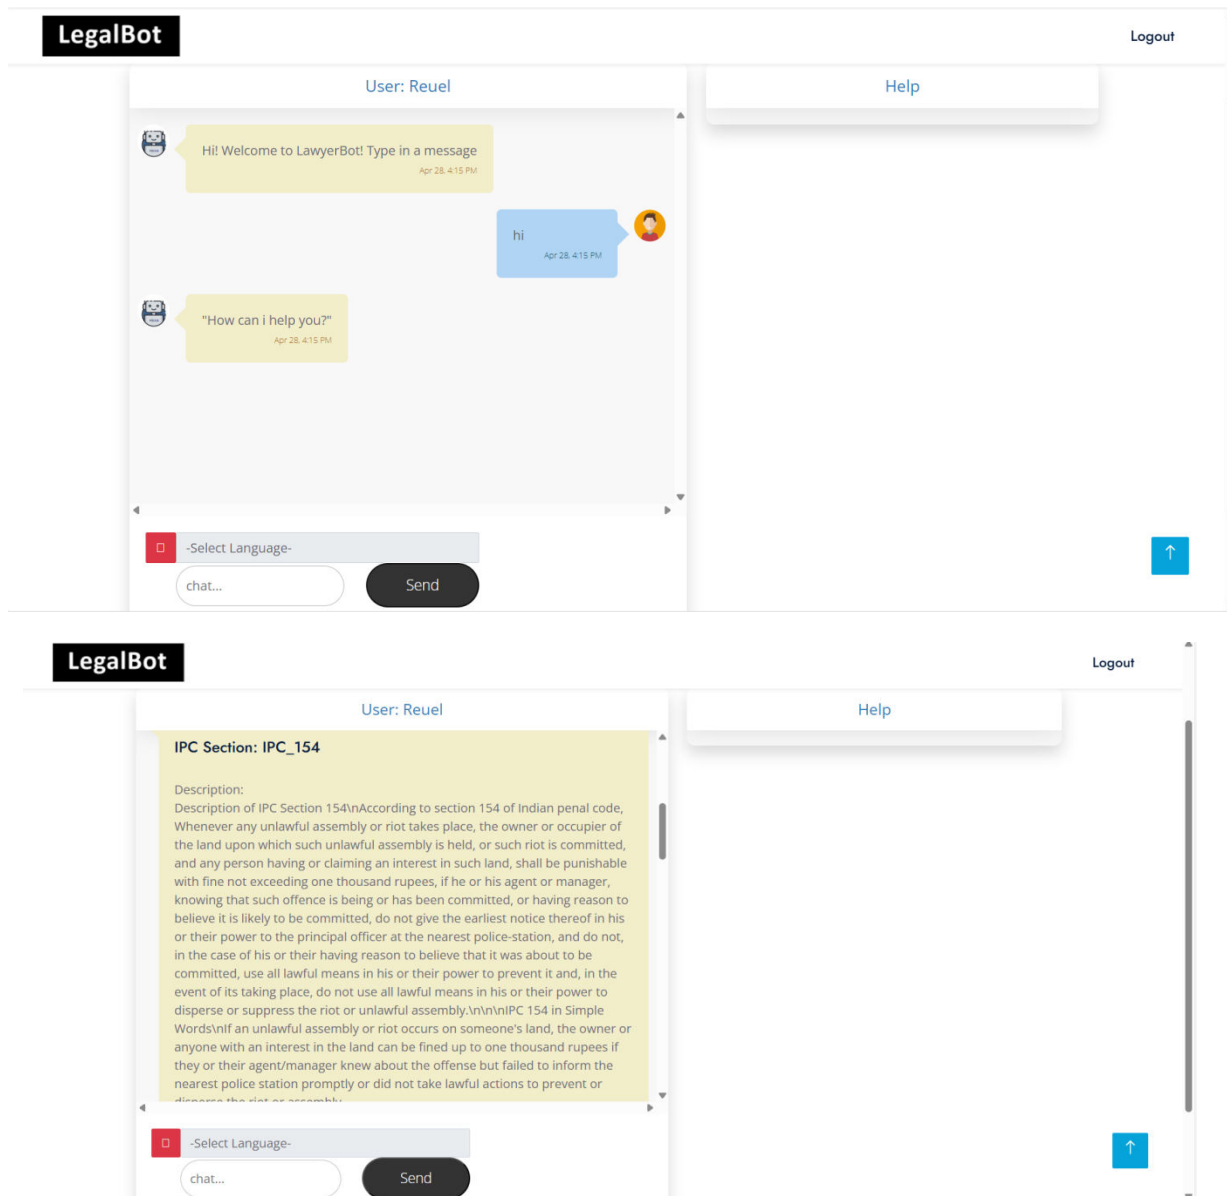 LegalBot
Logout
User: Reuel
Help
Hi! Welcome to LawyerBot! Type in a message
Apr 28, 4:15 PM
hi
Apr 28, 4:15 PM
"How can i help you?"
Apr 28, 4:15 PM
-Select Language-
chat...
Send
LegalBot
Logout
User: Reuel
Help
IPC Section: IPC_154
Description:
Description of IPC Section 154\nAccording to section 154 of Indian penal code,
Whenever any unlawful assembly or riot takes place, the owner or occupier of
the land upon which such unlawful assembly is held, or such riot is committed,
and any person having or claiming an interest in such land, shall be punishable
with fine not exceeding one thousand rupees, if he or his agent or manager,
knowing that such offence is being or has been committed, or having reason to
believe it is likely to be committed, do not give the earliest notice thereof in his
or their power to the principal officer at the nearest police-station, and do not,
in the case of his or their having reason to believe that it was about to be
committed, use all lawful means in his or their power to prevent it and, in the
event of its taking place, do not use all lawful means in his or their power to
disperse or suppress the riot or unlawful assembly.\n\n\nIPC 154 in Simple
Words\nIf an unlawful assembly or riot occurs on someone's land, the owner or
anyone with an interest in the land can be fined up to one thousand rupees if
they or their agent/manager knew about the offense but failed to inform the
nearest police station promptly or did not take lawful actions to prevent or
disperse the riot or assembly
-Select Language-
chat...
Send